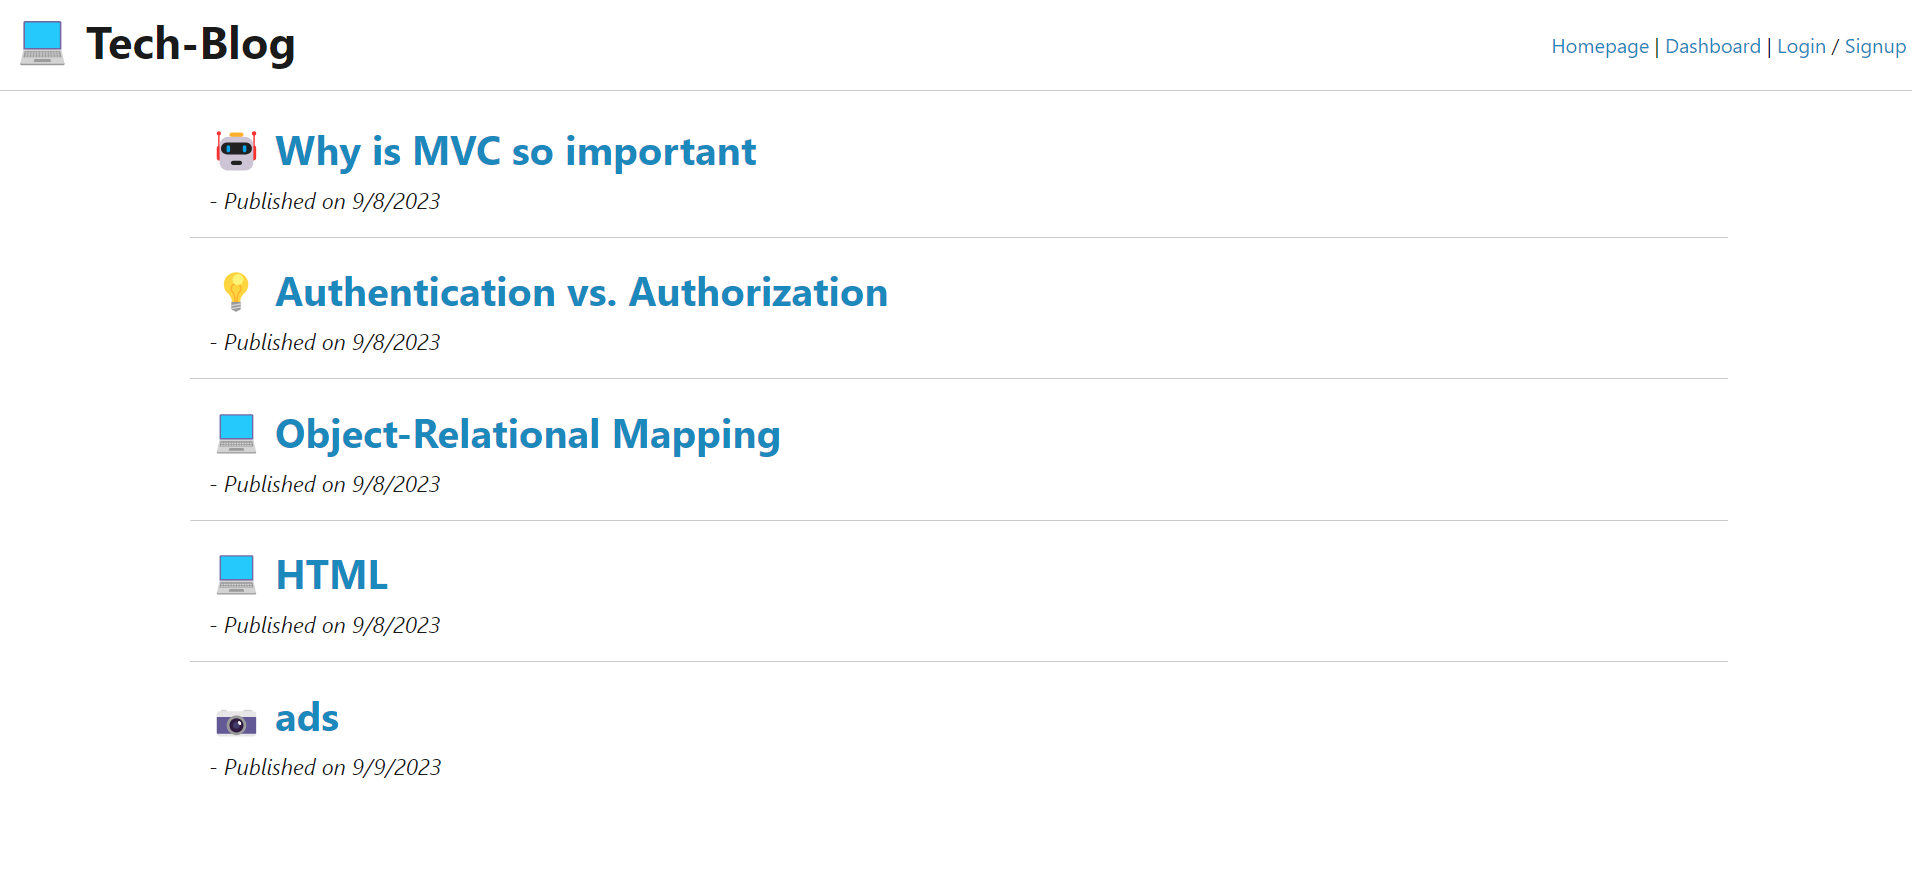 Tech-Blog
Homepage | Dashboard | Login / Signup
Why is MVC so important
- Published on 9/8/2023
Authentication vs. Authorization
- Published on 9/8/2023
Object-Relational Mapping
- Published on 9/8/2023
HTML
- Published on 9/8/2023
ads
- Published on 9/9/2023